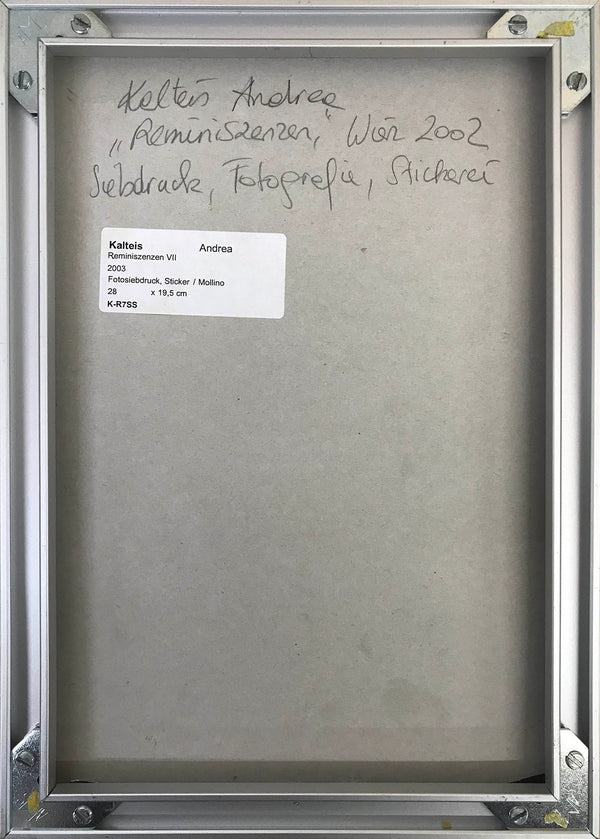 Kalteis Andrea
„Reminiszenzen," Wien 2002
Siebdruck, Fotografie, Stickerei
Kalteis Andrea
Reminiszenzen VII
2003
Fotosiebdruck, Sticker / Mollino
28 x 19,5 cm
K-R7SS